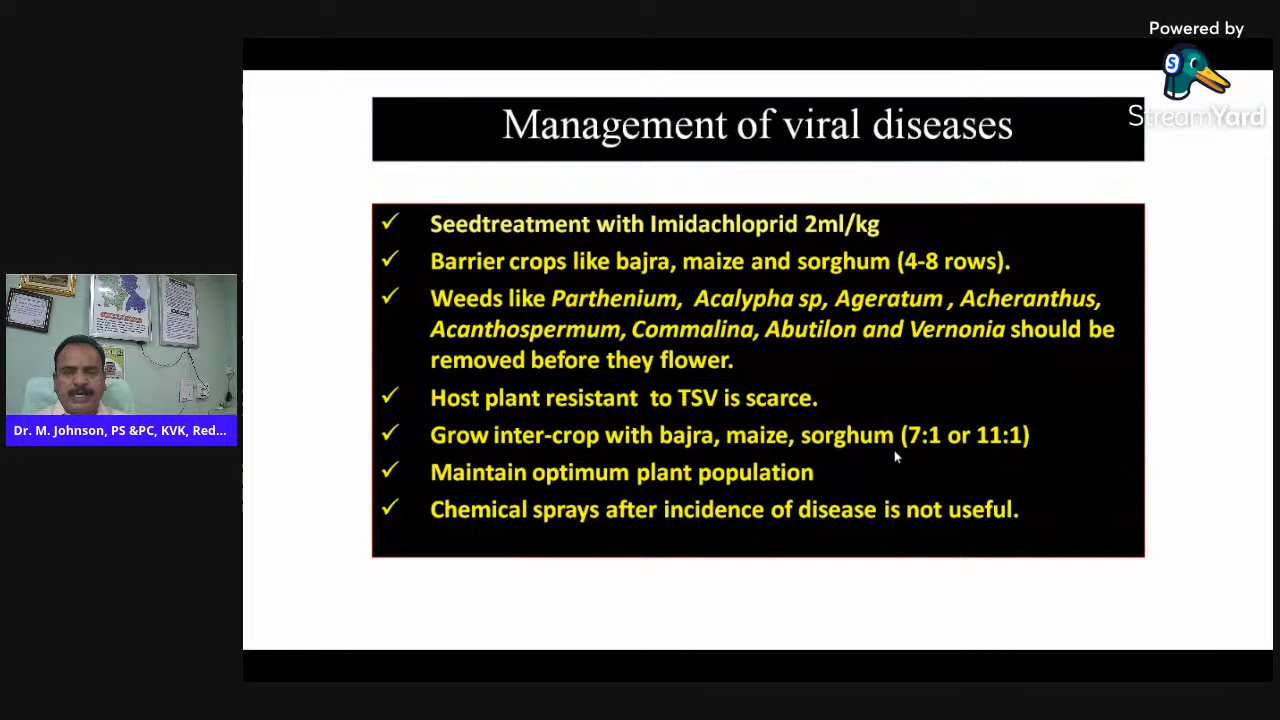 Powered by
StreamYard
Management of viral diseases
✓ Seedtreatment with Imidachloprid 2ml/kg
✓ Barrier crops like bajra, maize and sorghum (4-8 rows).
✓ Weeds like Parthenium, Acalypha sp, Ageratum , Acheranthus,
Acanthospermum, Commalina, Abutilon and Vernonia should be
removed before they flower.
✓ Host plant resistant to TSV is scarce.
✓ Grow inter-crop with bajra, maize, sorghum (7:1 or 11:1)
✓ Maintain optimum plant population
✓ Chemical sprays after incidence of disease is not useful.
Dr. M. Johnson, PS &PC, KVK, Red...